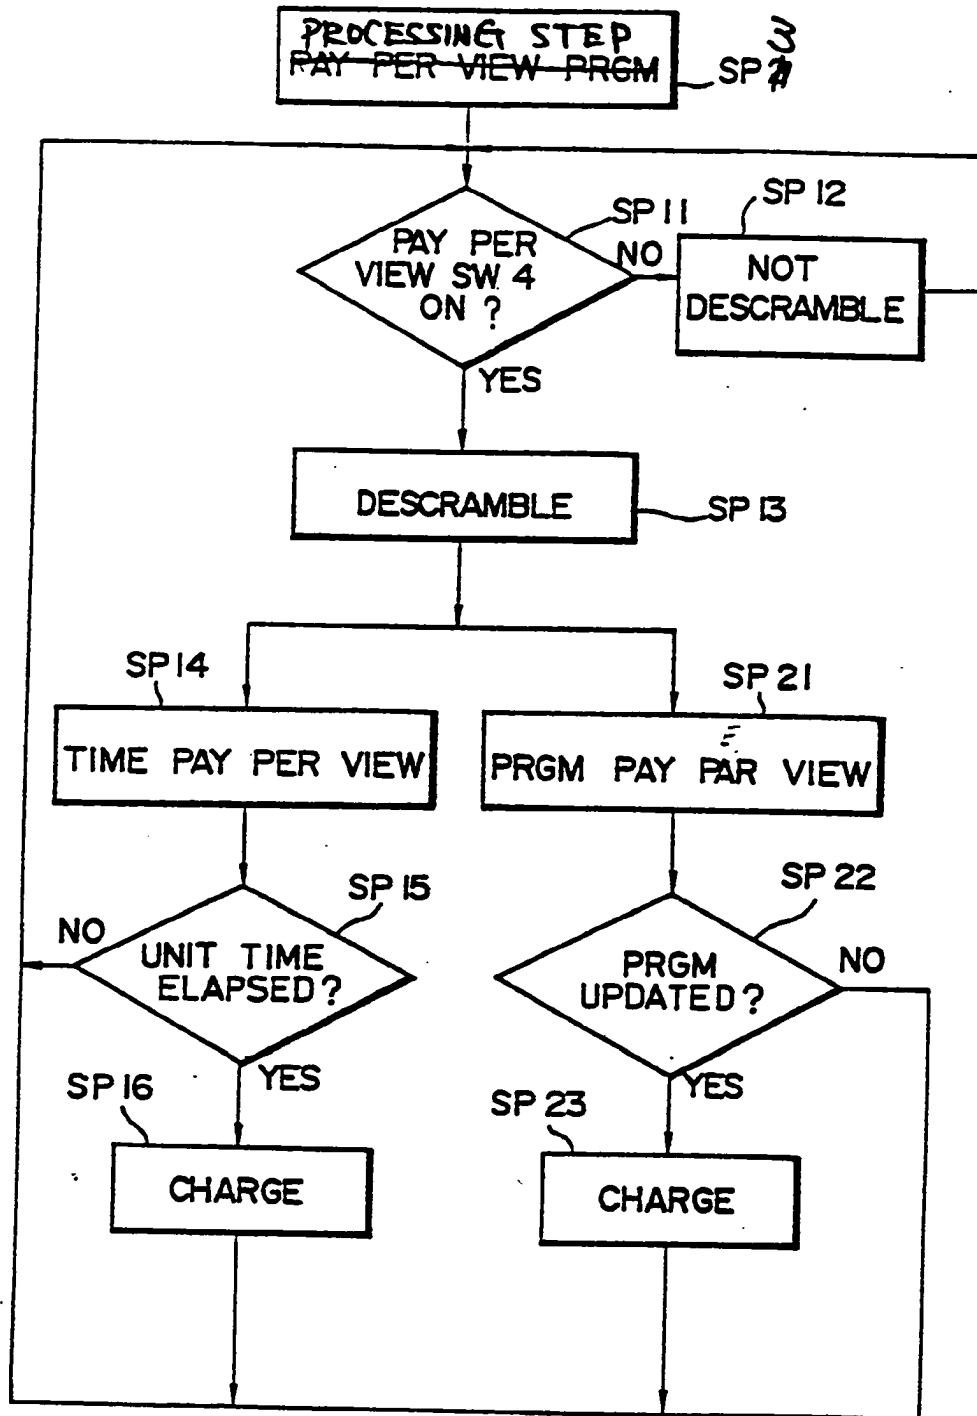 PROCESSING STEP
PAY PER VIEW PRGM
SP 3
SP 11
PAY PER
VIEW SW. 4
ON ?
NO
SP 12
NOT
DESCRAMBLE
YES
DESCRAMBLE
SP 13
SP 14
TIME PAY PER VIEW
SP 21
E
PRGM PAY PAR VIEW
SP 15
NO
UNIT TIME
ELAPSED ?
YES
SP 22
PRGM
UPDATED ?
NO
YES
SP 16
CHARGE
SP 23
CHARGE